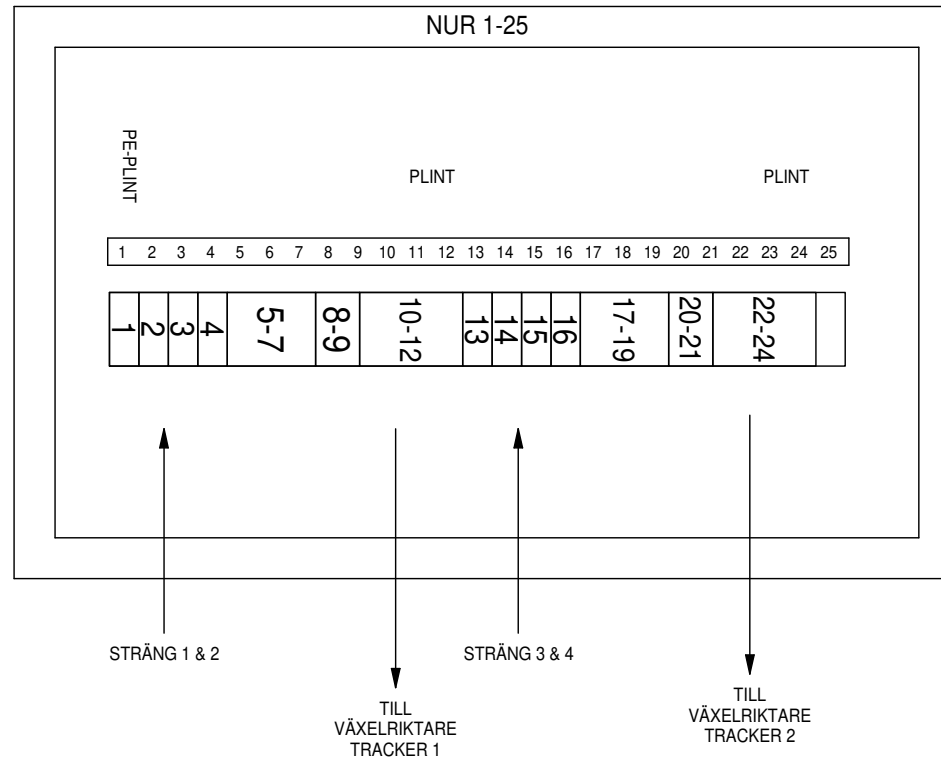 NUR 1-25
PE-PLINT
PLINT
PLINT
1 2 3 4 5 6 7 8 9 10 11 12 13 14 15 16 17 18 19 20 21 22 23 24 25
1 2 3 4 5-7 8-9 10-12 13 14 15 16 17-19 20-21 22-24
STRÄNG 1 & 2
STRÄNG 3 & 4
TILL
VÄXELRIKTARE
TRACKER 1
TILL
VÄXELRIKTARE
TRACKER 2